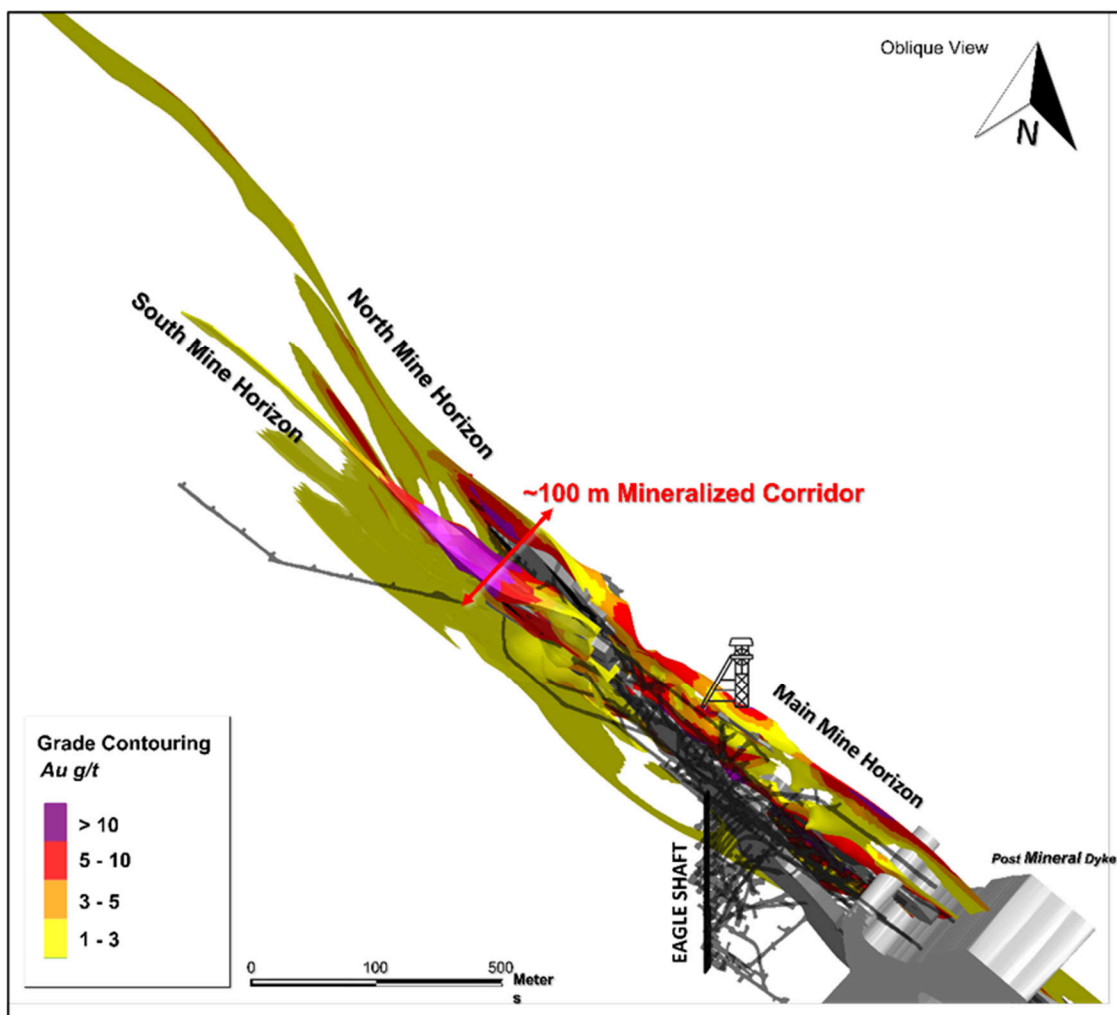 Oblique View
N
North Mine Horizon
South Mine Horizon
~100 m Mineralized Corridor
Main Mine Horizon
EAGLE SHAFT
Post Mineral Dyke
Grade Contouring
Au g/t
> 10
5 - 10
3 - 5
1 - 3
0 100 500 Meter
s